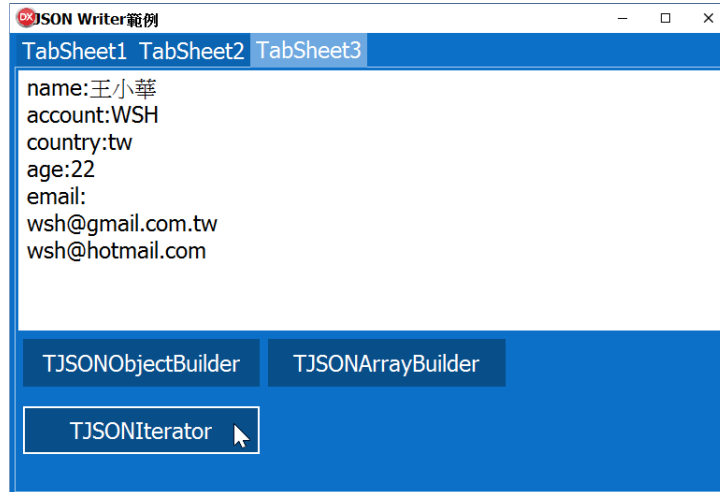 DX JSON Writer範例
TabSheet1 TabSheet2 TabSheet3
name:王小華
account:WSH
country:tw
age:22
email:
wsh@gmail.com.tw
wsh@hotmail.com
TJSONObjectBuilder TJSONArrayBuilder
TJSONIterator